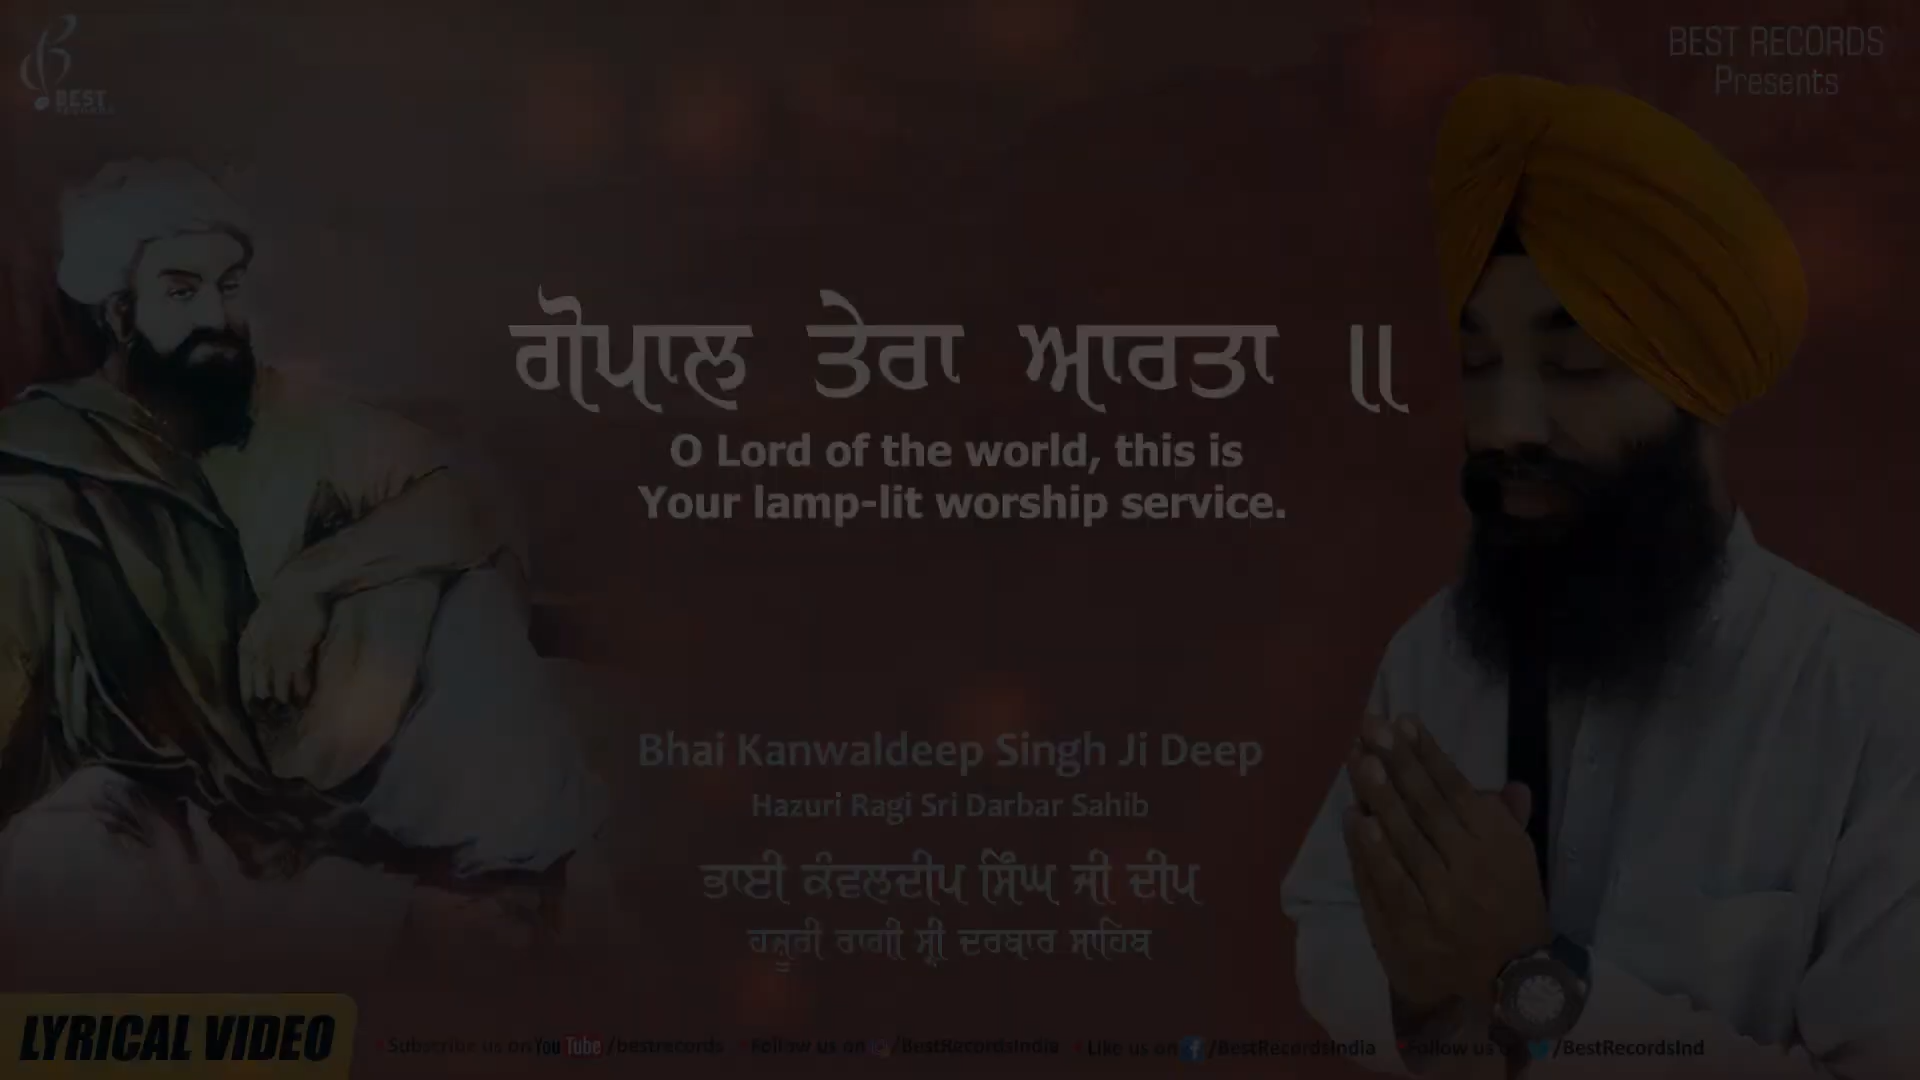 BEST
RECORDS
BEST RECORDS
Presents
ਗੋਪਾਲ ਤੇਰਾ ਆਰਤਾ ॥
O Lord of the world, this is
Your lamp-lit worship service.
Bhai Kanwaldeep Singh Ji Deep
Hazuri Ragi Sri Darbar Sahib
ਭਾਈ ਕੰਵਲਦੀਪ ਸਿੰਘ ਜੀ ਦੀਪ
ਹਜ਼ੂਰੀ ਰਾਗੀ ਸ੍ਰੀ ਦਰਬਾਰ ਸਾਹਿਬ
LYRICAL VIDEO
Subscribe us on YouTube /bestrecords Follow us on /BestRecordsIndia Like us on f /BestRecordsIndia Follow us on /BestRecordsInd